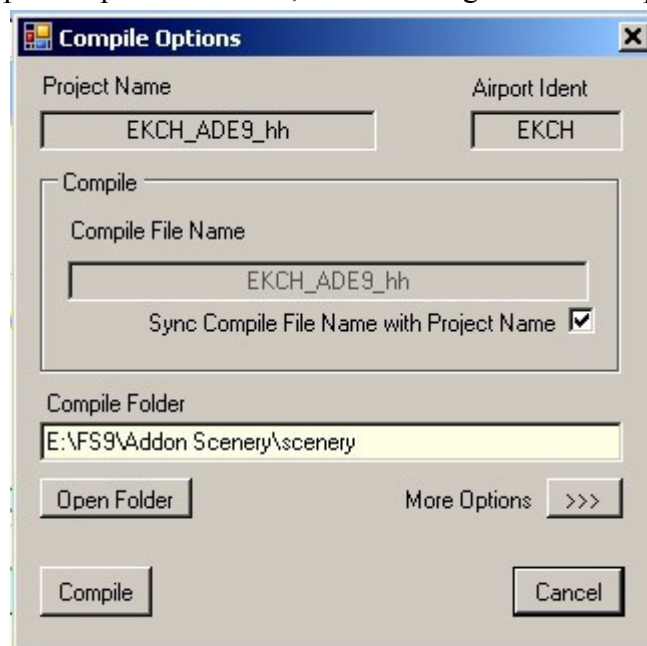 Compile Options
Project Name
Airport Ident
EKCH_ADE9_hh
EKCH
Compile
Compile File Name
EKCH_ADE9_hh
Sync Compile File Name with Project Name
Compile Folder
E:\FS9\Addon Scenery\scenery
Open Folder
More Options
>>>
Compile
Cancel